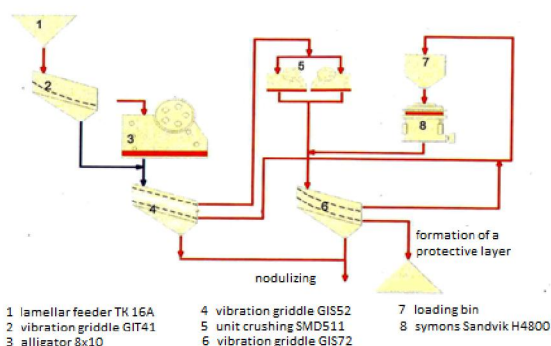 1
2
3
4
5
6
7
8
formation of a
protective layer
nodulizing
1 lamellar feeder TK 16A
2 vibration griddle GIT41
3 alligator 8x10
4 vibration griddle GIS52
5 unit crushing SMD511
6 vibration griddle GIS72
7 loading bin
8 symons Sandvik H4800